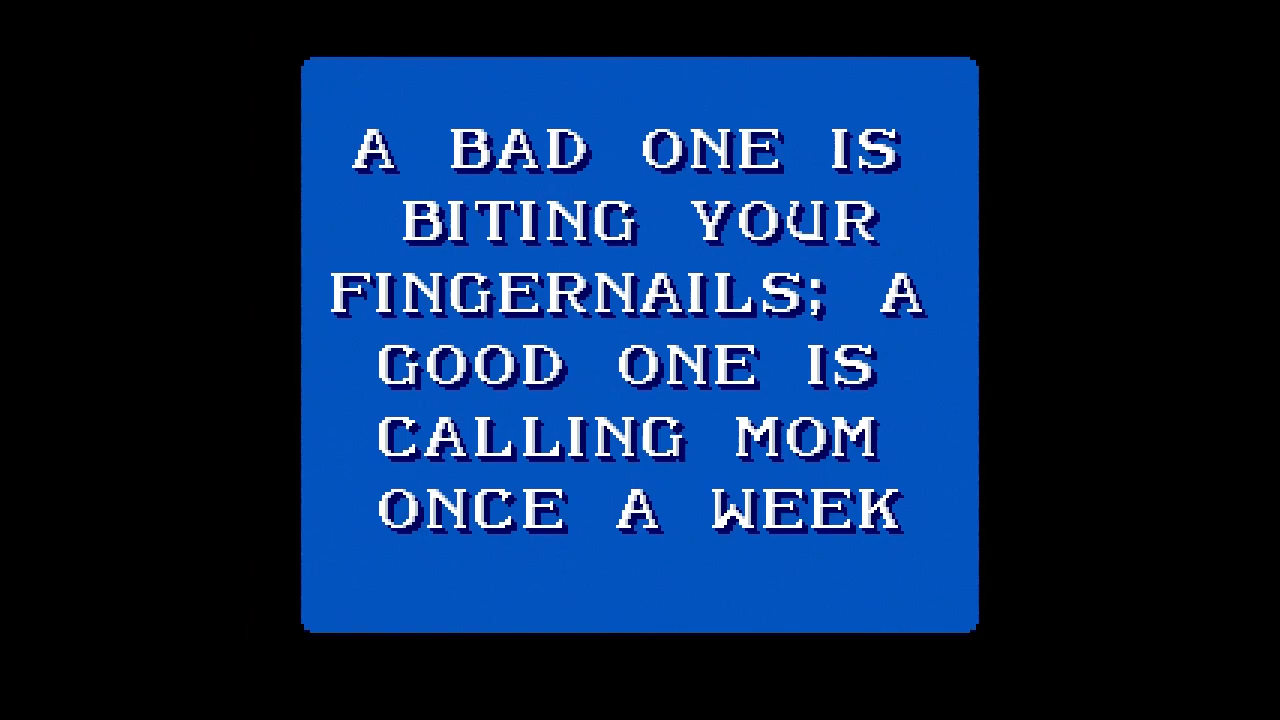 A BAD ONE IS
BITING YOUR
FINGERNAILS; A
GOOD ONE IS
CALLING MOM
ONCE A WEEK